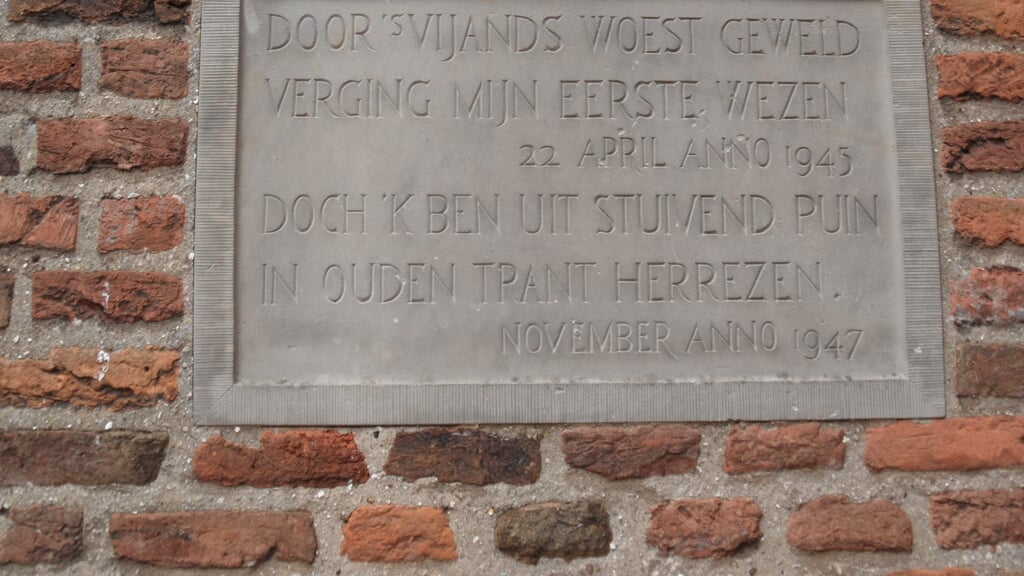 DOOR 'S VIJANDS WOEST GEWELD
VERGING MIJN EERSTE WEZEN
22 APRIL ANNO 1945
DOCH 'K BEN UIT STUIVEND PUIN
IN OUDEN TRANT HERREZEN.
NOVEMBER ANNO 1947